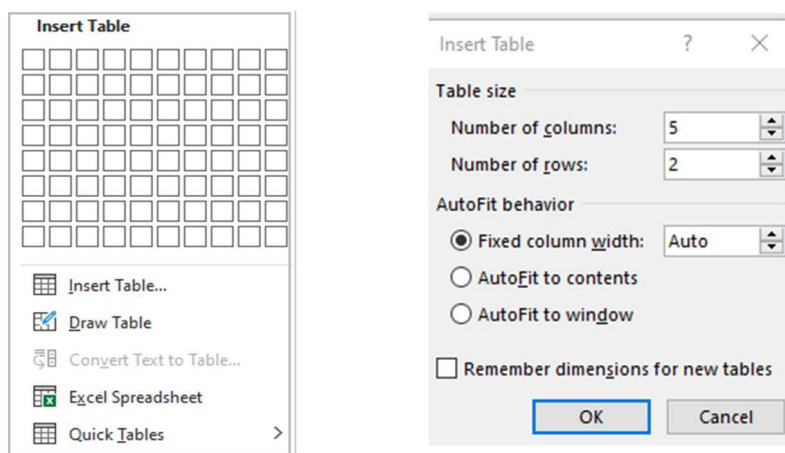 Insert Table
Insert Table...
Draw Table
Convert Text to Table...
Excel Spreadsheet
Quick Tables
Insert Table
Table size
Number of columns: 5
Number of rows: 2
AutoFit behavior
Fixed column width: Auto
AutoFit to contents
AutoFit to window
Remember dimensions for new tables
OK Cancel